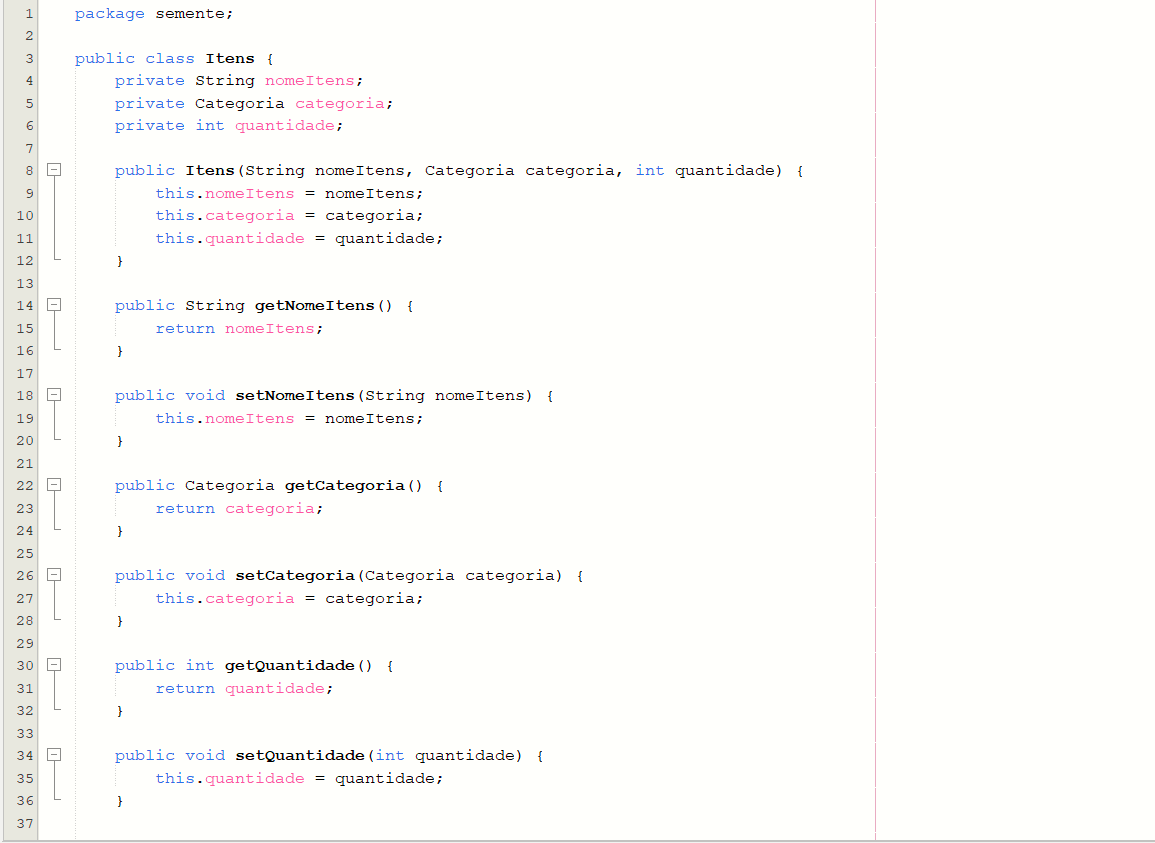 1 package semente;
2
3 public class Itens {
4 private String nomeItens;
5 private Categoria categoria;
6 private int quantidade;
7
8 public Itens(String nomeItens, Categoria categoria, int quantidade) {
9 this.nomeItens = nomeItens;
10 this.categoria = categoria;
11 this.quantidade = quantidade;
12 }
13
14 public String getNomeItens() {
15 return nomeItens;
16 }
17
18 public void setNomeItens(String nomeItens) {
19 this.nomeItens = nomeItens;
20 }
21
22 public Categoria getCategoria() {
23 return categoria;
24 }
25
26 public void setCategoria(Categoria categoria) {
27 this.categoria = categoria;
28 }
29
30 public int getQuantidade() {
31 return quantidade;
32 }
33
34 public void setQuantidade(int quantidade) {
35 this.quantidade = quantidade;
36 }
37